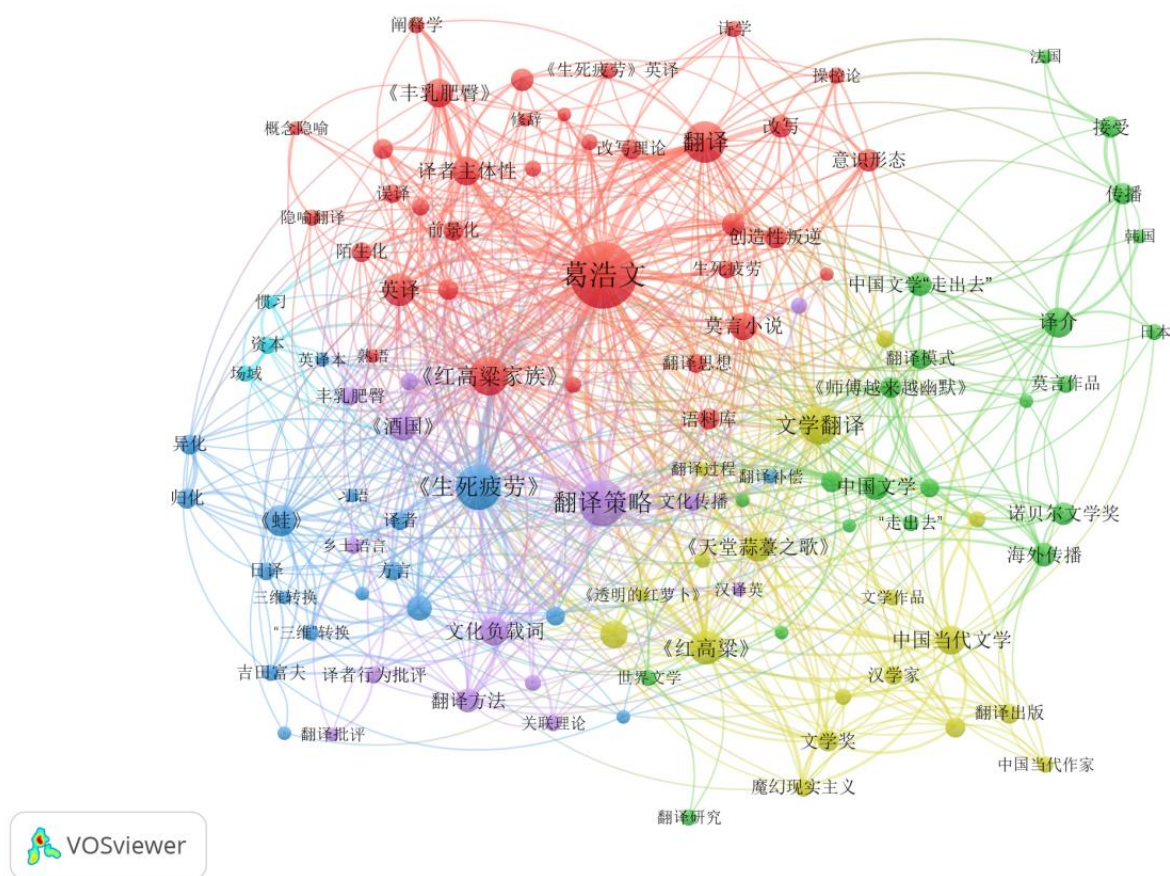 阐释学
诗学
法国
《生死疲劳》英译
操控论
《丰乳肥臀》
修辞
概念隐喻
改写理论
翻译
改写
接受
译者主体性
意识形态
误译
传播
隐喻翻译
前景化
创造性叛逆
韩国
陌生化
葛浩文
生死疲劳
中国文学“走出去”
英译
惯习
莫言小说
译介
日本
资本
英译本
熟语
翻译思想
翻译模式
场域
《红高粱家族》
丰乳肥臀
《师傅越来越幽默》
莫言作品
《酒国》
语料库
文学翻译
异化
翻译过程
翻译补偿
《生死疲劳》
中国文学
归化
习语
翻译策略
文化传播
诺贝尔文学奖
《蛙》
译者
“走出去”
乡土语言
《天堂蒜薹之歌》
海外传播
日译
方言
三维转换
《透明的红萝卜》
汉译英
文学作品
“三维”转换
文化负载词
中国当代文学
《红高粱》
吉田富夫
译者行为批评
世界文学
汉学家
翻译方法
关联理论
翻译出版
翻译批评
文学奖
中国当代作家
魔幻现实主义
翻译研究
VOSviewer